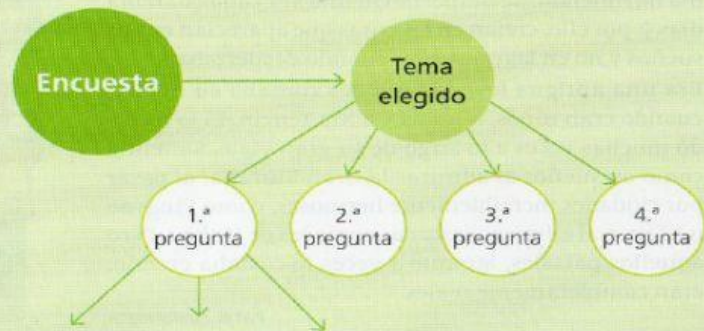 Encuesta
Tema
elegido
1.ª
pregunta
2.ª
pregunta
3.ª
pregunta
4.ª
pregunta